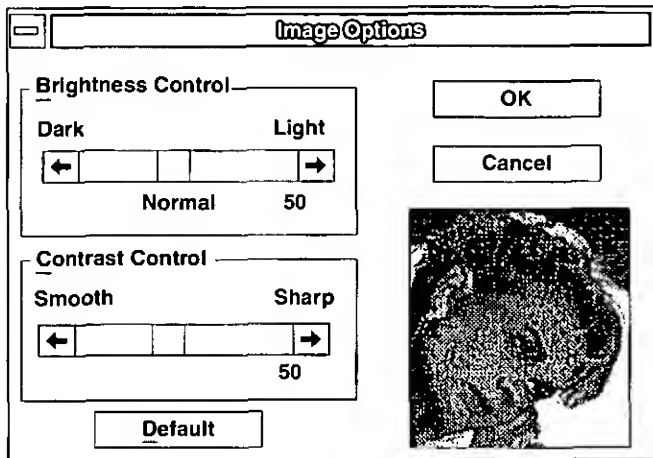 Image Options
Brightness Control
Dark Light
Normal 50
Contrast Control
Smooth Sharp
50
Default
OK
Cancel